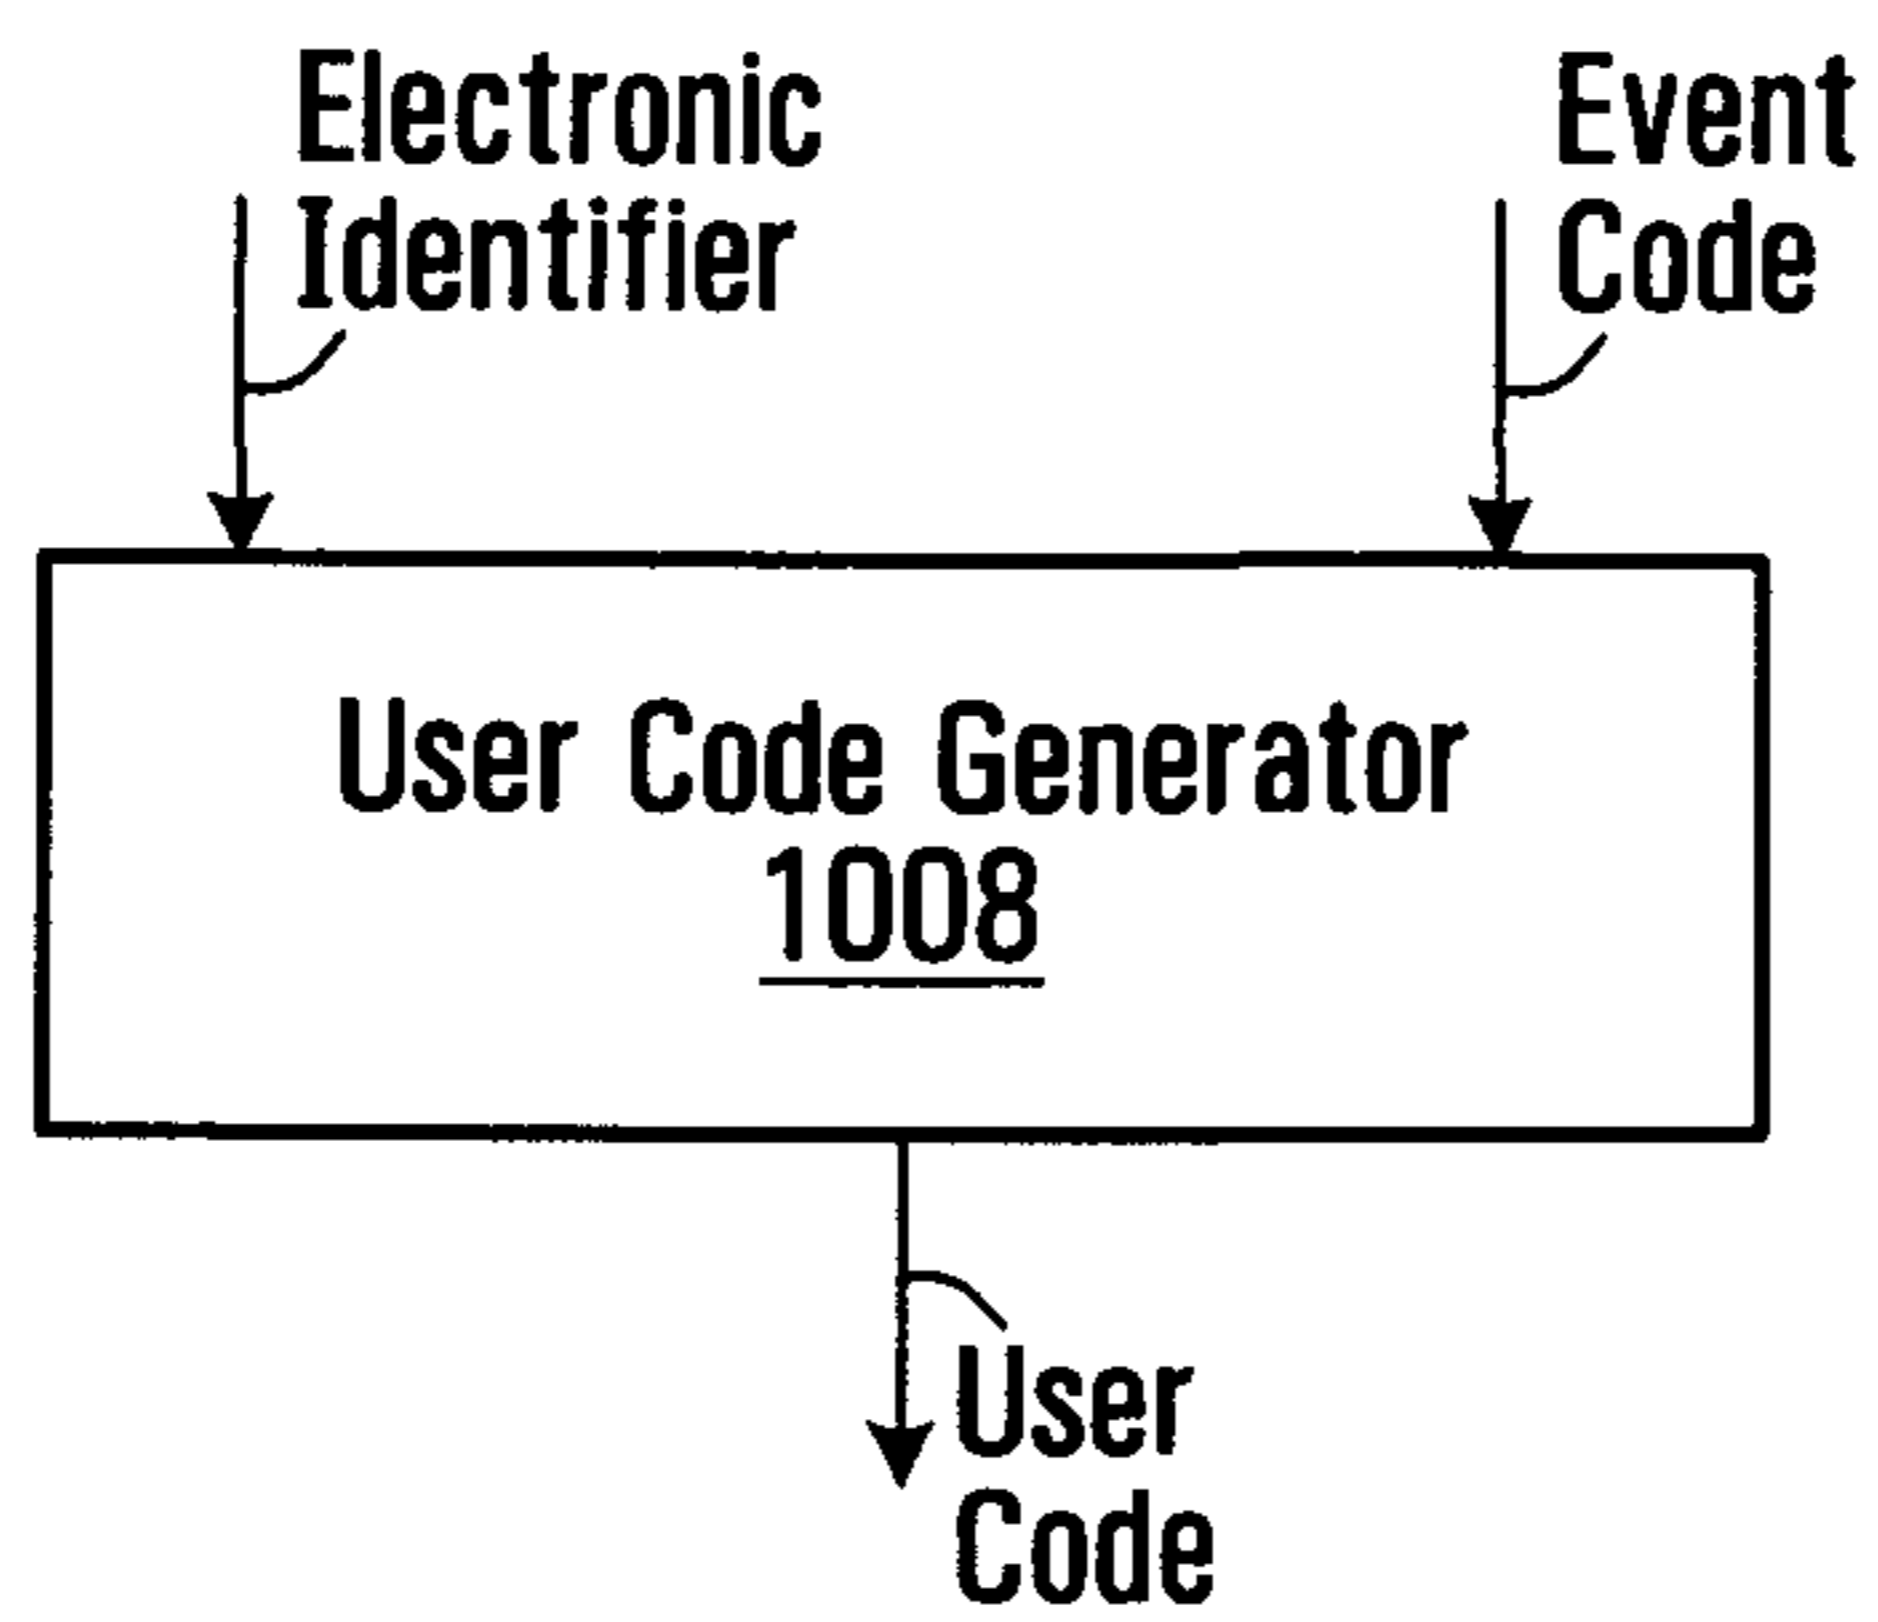 Electronic
Identifier
Event
Code
User Code Generator
1008
User
Code